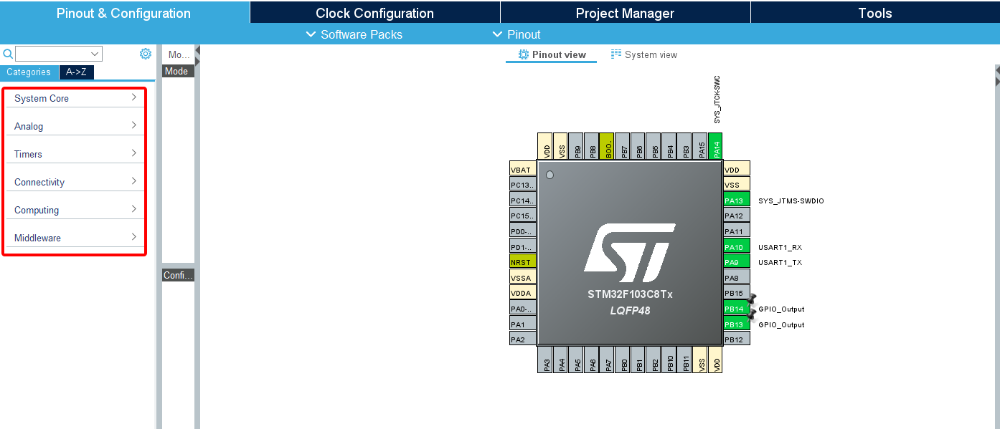 Pinout & Configuration
Clock Configuration
Project Manager
Tools
Software Packs
Pinout
Mo...
Pinout view
System view
Categories
A->Z
Mode
System Core
Analog
Timers
Connectivity
Computing
Middleware
Confi...
SYS_JTCK-SWC
VDD
VSS
PB9
PB8
BOO..
PB7
PB6
PB5
PB4
PB3
PA15
PA14
VBAT
PC13..
PC14..
PC15..
PD0-..
PD1-..
NRST
VSSA
VDDA
PA0-..
PA1
PA2
VDD
VSS
PA13 SYS_JTMS-SWDIO
PA12
PA11
PA10 USART1_RX
PA9 USART1_TX
PA8
PB15
PB14 GPIO_Output
PB13 GPIO_Output
PB12
ST
STM32F103C8Tx
LQFP48
PA3
PA4
PA5
PA6
PA7
PB0
PB1
PB2
PB10
PB11
VSS
VDD